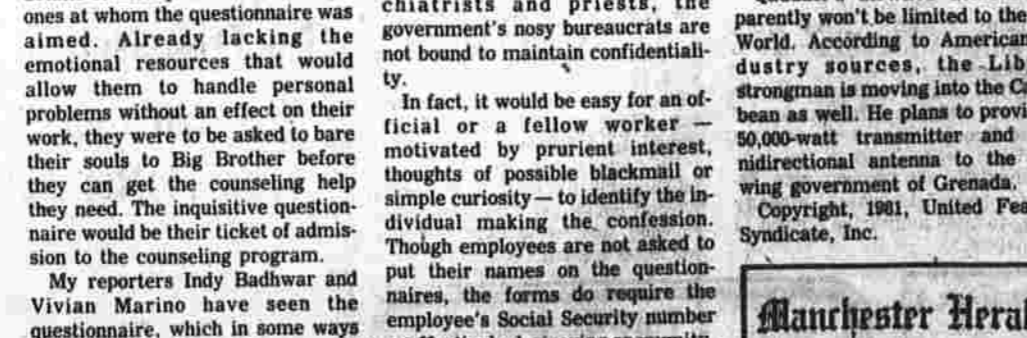 ones at whom the questionnaire was
aimed. Already lacking the
emotional resources that would
allow them to handle personal
problems without an effect on their
work, they were to be asked to bare
their souls to Big Brother before
they can get the counseling help
they need. The inquisitive question-
naire would be their ticket of admis-
sion to the counseling program.
My reporters Indy Badhwar and
Vivian Marino have seen the
questionnaire, which in some ways
chiatrists and priests, the
government's nosy bureaucrats are
not bound to maintain confidentiali-
ty.
In fact, it would be easy for an of-
ficial or a fellow worker —
motivated by prurient interest,
thoughts of possible blackmail or
simple curiosity — to identify the in-
dividual making the confession.
Though employees are not asked to
put their names on the question-
naires, the forms do require the
employee's Social Security number
parently won't be limited to the
World. According to American
dustry sources, the Lib
strongman is moving into the C
bean as well. He plans to provi
50,000-watt transmitter and
nidirectional antenna to the
wing government of Grenada.
Copyright, 1981, United Fea
Syndicate, Inc.
Manchester Hera